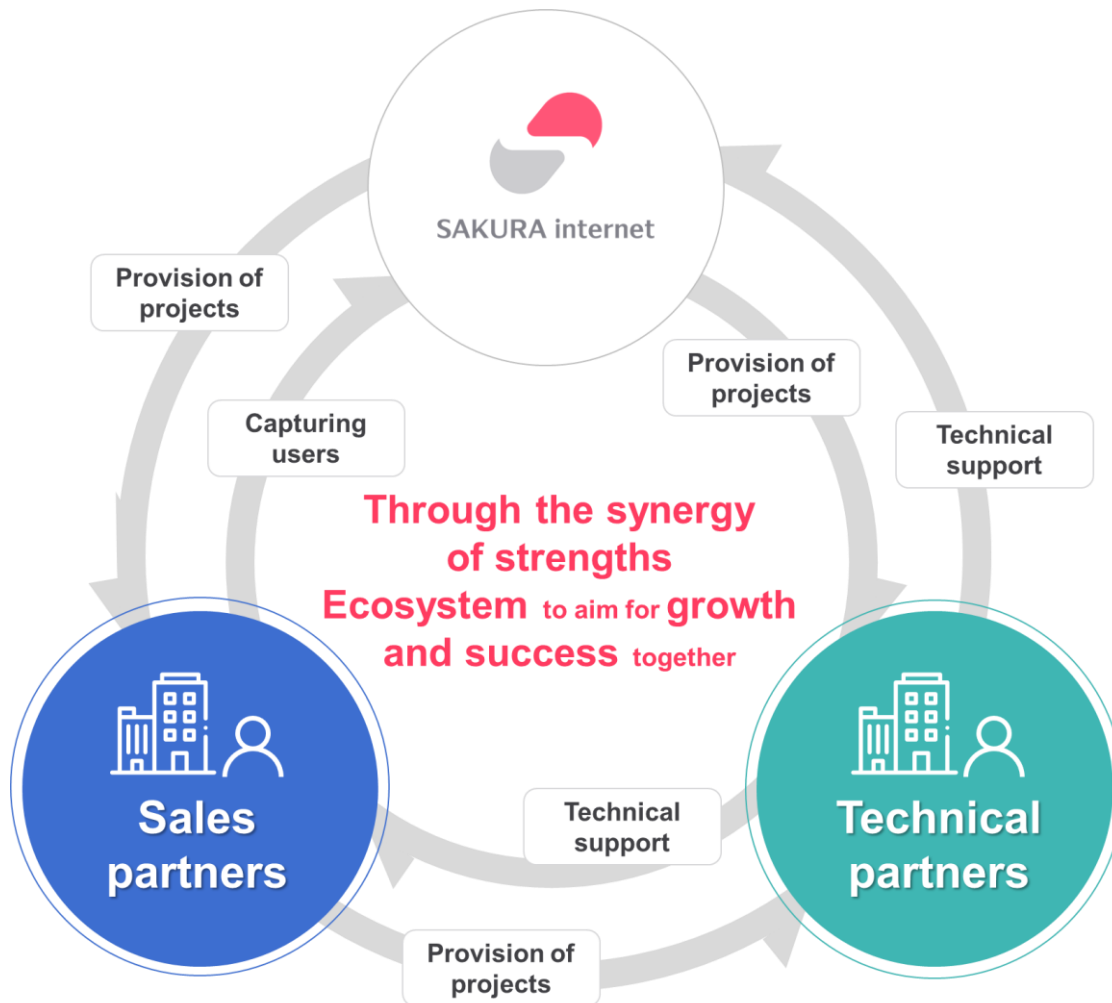 SAKURA internet
Provision of
projects
Provision of
projects
Capturing
users
Technical
support
Through the synergy
of strengths
Ecosystem to aim for growth
and success together
Sales
partners
Technical
support
Technical
partners
Provision of
projects